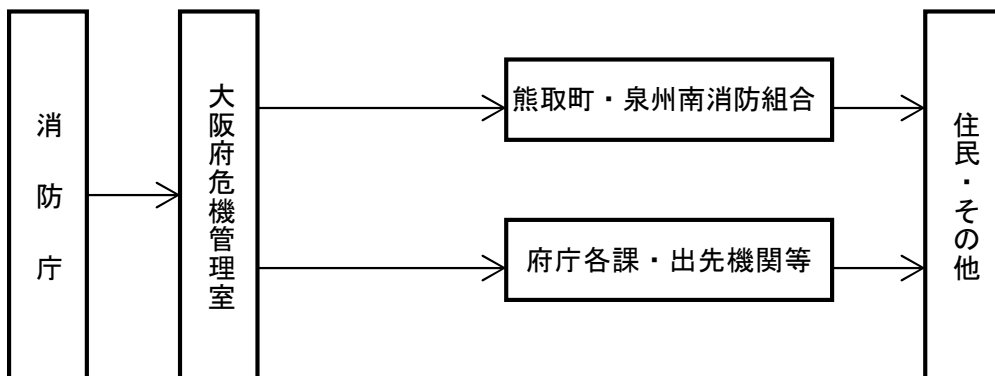 消防庁
大阪府危機管理室
熊取町・泉州南消防組合
府庁各課・出先機関等
住民・その他